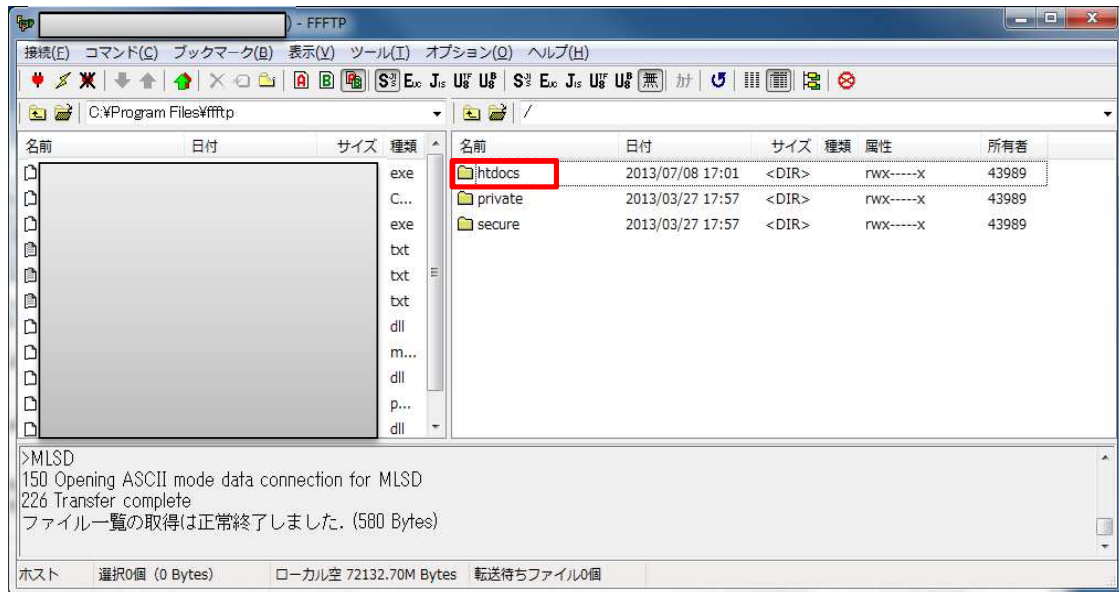 ) - FFFTP
接続(F) コマンド(C) ブックマーク(B) 表示(V) ツール(T) オプション(O) ヘルプ(H)
C:¥Program Files¥ffftp
/
名前 日付 サイズ 種類
exe
C...
exe
txt
txt
txt
dll
m...
dll
p...
dll
名前 日付 サイズ 種類 属性 所有者
htdocs 2013/07/08 17:01 <DIR> rwx-----x 43989
private 2013/03/27 17:57 <DIR> rwx-----x 43989
secure 2013/03/27 17:57 <DIR> rwx-----x 43989
>MLSD
150 Opening ASCII mode data connection for MLSD
226 Transfer complete
ファイル一覧の取得は正常終了しました. (580 Bytes)
ホスト 選択0個 (0 Bytes) ローカル空 72132.70M Bytes 転送待ちファイル0個